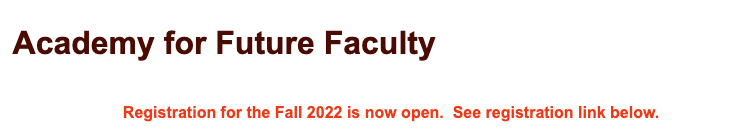 Academy for Future Faculty
Registration for the Fall 2022 is now open.  See registration link below.